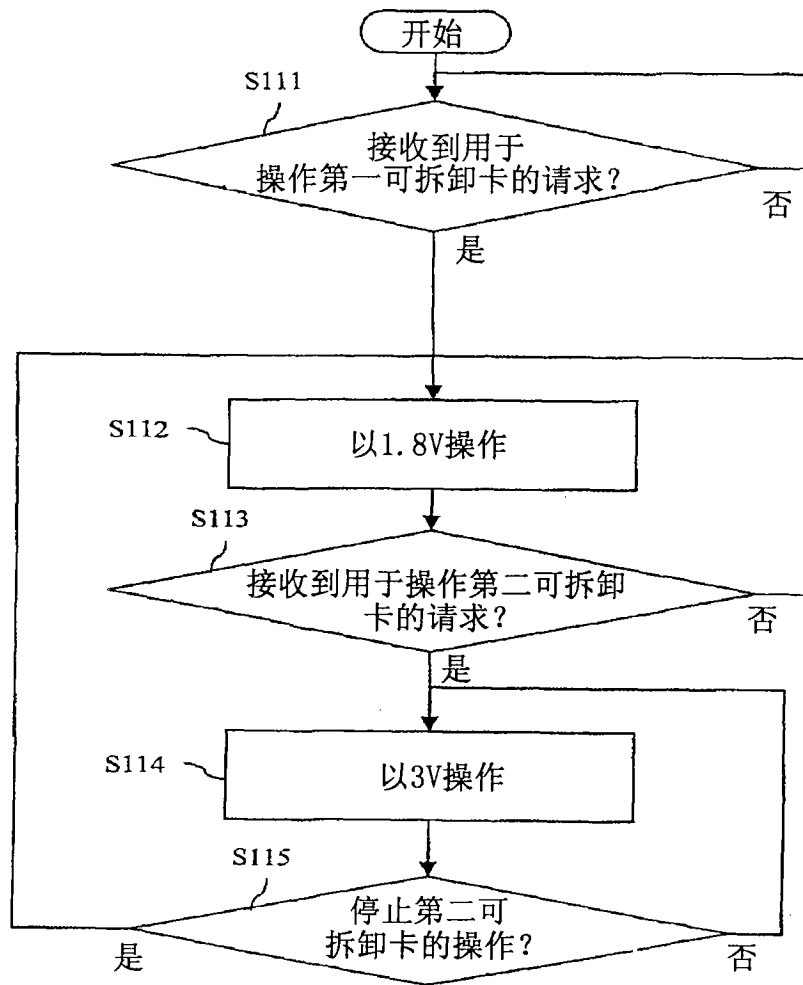 开始
S111
接收到用于
操作第一可拆卸卡的请求？
否
是
S112
以1.8V操作
S113
接收到用于操作第二可拆卸
卡的请求？
否
是
S114
以3V操作
S115
停止第二可
拆卸卡的操作？
是
否